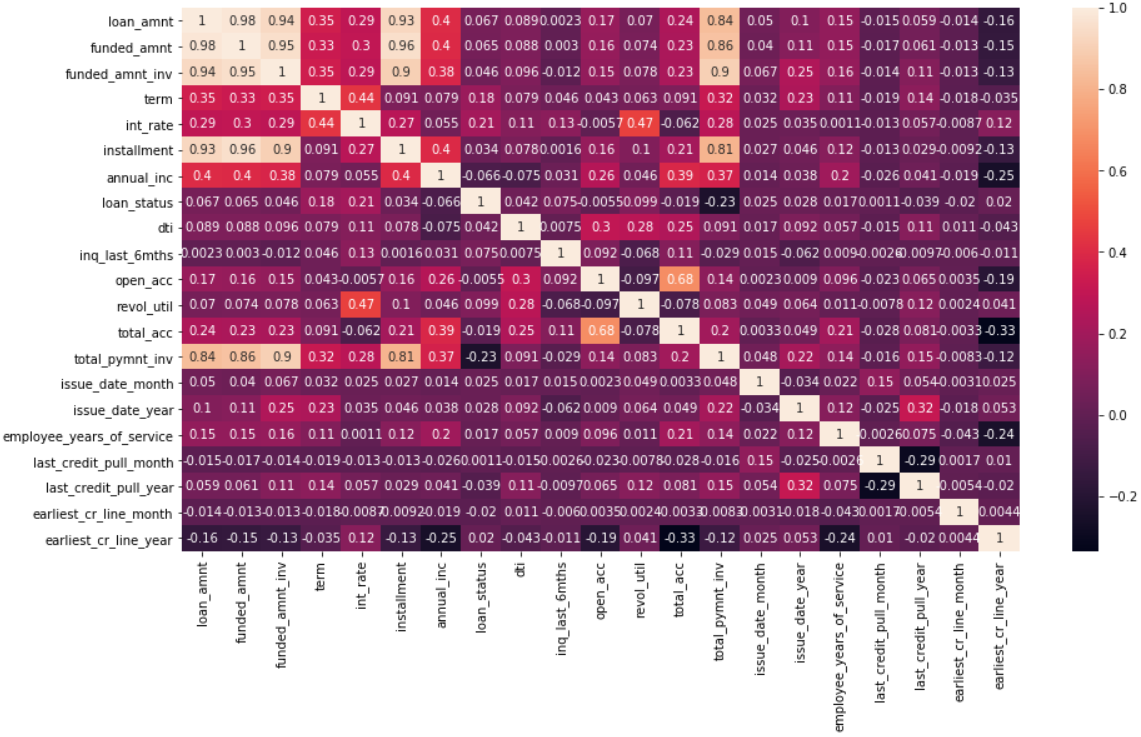 loan_amnt 1 0.98 0.94 0.35 0.29 0.93 0.4 0.067 0.089 0.0023 0.17 0.07 0.24 0.84 0.05 0.1 0.15 -0.015 0.059 -0.014 -0.16 1.0
funded_amnt 0.98 1 0.95 0.33 0.3 0.96 0.4 0.065 0.088 0.003 0.16 0.074 0.23 0.86 0.04 0.11 0.15 -0.017 0.061 -0.013 -0.15
funded_amnt_inv 0.94 0.95 1 0.35 0.29 0.9 0.38 0.046 0.096 -0.012 0.15 0.078 0.23 0.9 0.067 0.25 0.16 -0.014 0.11 -0.013 -0.13
0.8
term 0.35 0.33 0.35 1 0.44 0.091 0.079 0.18 0.079 0.046 0.043 0.063 0.091 0.32 0.032 0.23 0.11 -0.019 0.14 -0.018 -0.035
int_rate 0.29 0.3 0.29 0.44 1 0.27 0.055 0.21 0.11 0.13 -0.0057 0.47 -0.062 0.28 0.025 0.035 0.0011 -0.013 0.057 -0.0087 0.12
installment 0.93 0.96 0.9 0.091 0.27 1 0.4 0.034 0.078 0.0016 0.16 0.1 0.21 0.81 0.027 0.046 0.12 -0.013 0.029 -0.0092 -0.13
0.6
annual_inc 0.4 0.4 0.38 0.079 0.055 0.4 1 -0.066 -0.075 0.031 0.26 0.046 0.39 0.37 0.014 0.038 0.2 -0.026 0.041 -0.019 -0.25
loan_status 0.067 0.065 0.046 0.18 0.21 0.034 -0.066 1 0.042 0.075 -0.0055 0.099 -0.019 -0.23 0.025 0.028 0.017 0.0011 -0.039 -0.02 0.02
dti 0.089 0.088 0.096 0.079 0.11 0.078 -0.075 0.042 1 0.0075 0.3 0.28 0.25 0.091 0.017 0.092 0.057 -0.015 0.11 0.011 -0.043
0.4
inq_last_6mths 0.0023 0.003 -0.012 0.046 0.13 0.0016 0.031 0.075 0.0075 1 0.092 -0.068 0.11 -0.029 0.015 -0.062 0.009 -0.0026 -0.0097 -0.006 -0.011
open_acc 0.17 0.16 0.15 0.043 -0.0057 0.16 0.26 -0.0055 0.3 0.092 1 -0.097 0.68 0.14 0.0023 0.009 0.096 -0.023 0.065 0.0035 -0.19
revol_util 0.07 0.074 0.078 0.063 0.47 0.1 0.046 0.099 0.28 -0.068 -0.097 1 -0.078 0.083 0.049 0.064 0.011 -0.0078 0.12 0.0024 0.041
0.2
total_acc 0.24 0.23 0.23 0.091 -0.062 0.21 0.39 -0.019 0.25 0.11 0.68 -0.078 1 0.2 0.0033 0.049 0.21 -0.028 0.081 -0.0033 -0.33
total_pymnt_inv 0.84 0.86 0.9 0.32 0.28 0.81 0.37 -0.23 0.091 -0.029 0.14 0.083 0.2 1 0.048 0.22 0.14 -0.016 0.15 -0.0083 -0.12
issue_date_month 0.05 0.04 0.067 0.032 0.025 0.027 0.014 0.025 0.017 0.015 0.0023 0.049 0.0033 0.048 1 -0.034 0.022 0.15 0.054 -0.0031 0.025
issue_date_year 0.1 0.11 0.25 0.23 0.035 0.046 0.038 0.028 0.092 -0.062 0.009 0.064 0.049 0.22 -0.034 1 0.12 -0.025 0.32 -0.018 0.053
0.0
employee_years_of_service 0.15 0.15 0.16 0.11 0.0011 0.12 0.2 0.017 0.057 0.009 0.096 0.011 0.21 0.14 0.022 0.12 1 0.0026 0.075 -0.043 -0.24
last_credit_pull_month -0.015 -0.017 -0.014 -0.019 -0.013 -0.013 -0.026 0.0011 -0.015 -0.0026 -0.023 -0.0078 -0.028 -0.016 0.15 -0.025 -0.0026 1 -0.29 0.0017 0.01
last_credit_pull_year 0.059 0.061 0.11 0.14 0.057 0.029 0.041 -0.039 0.11 -0.0097 0.065 0.12 0.081 0.15 0.054 0.32 0.075 -0.29 1 0.0054 -0.02
−0.2
earliest_cr_line_month -0.014 -0.013 -0.013 -0.018 -0.0087 0.0092 -0.019 -0.02 0.011 -0.006 0.0035 0.0024 -0.0033 -0.0083 -0.0031 -0.018 -0.043 0.0017 0.0054 1 0.0044
earliest_cr_line_year -0.16 -0.15 -0.13 -0.035 0.12 -0.13 -0.25 0.02 -0.043 -0.011 -0.19 0.041 -0.33 -0.12 0.025 0.053 -0.24 0.01 -0.02 0.0044 1
loan_amnt
funded_amnt
funded_amnt_inv
term
int_rate
installment
annual_inc
loan_status
dti
inq_last_6mths
open_acc
revol_util
total_acc
total_pymnt_inv
issue_date_month
issue_date_year
employee_years_of_service
last_credit_pull_month
last_credit_pull_year
earliest_cr_line_month
earliest_cr_line_year